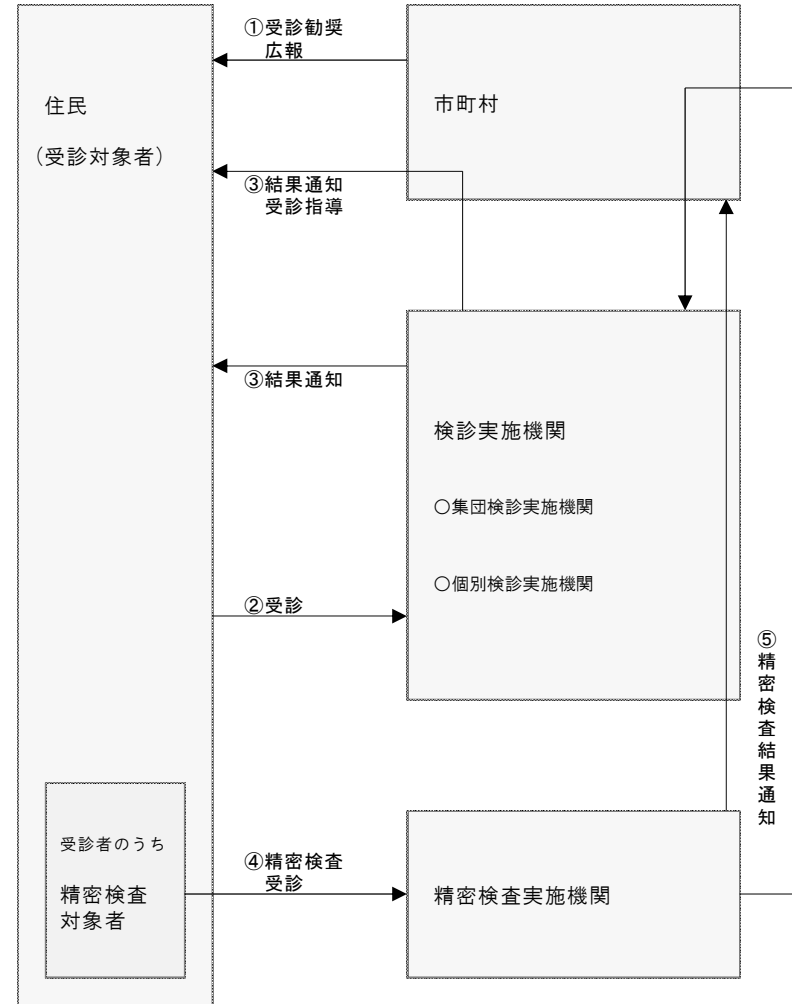 ①受診勧奨
広報
住民
(受診対象者)
市町村
③結果通知
受診指導
③結果通知
検診実施機関
○集団検診実施機関
○個別検診実施機関
②受診
⑤精密検査結果通知
受診者のうち
精密検査
対象者
④精密検査
受診
精密検査実施機関